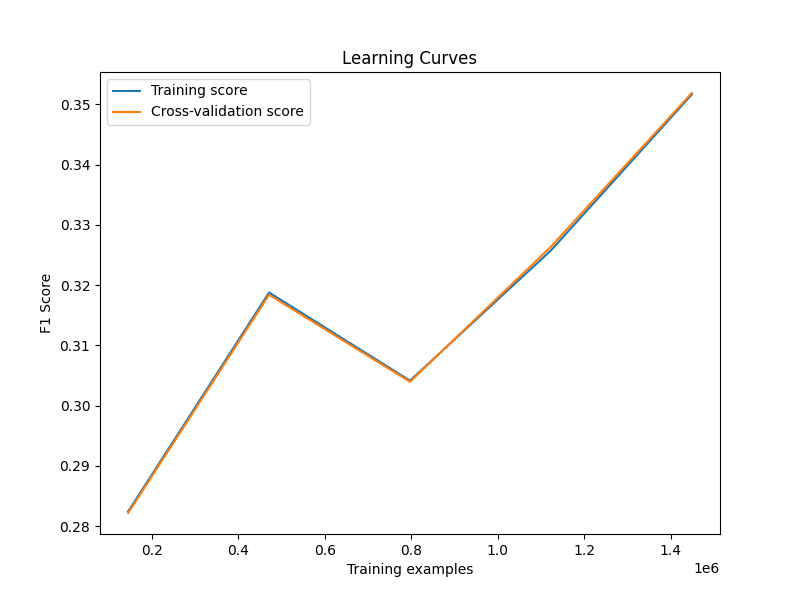 Learning Curves
Training score
Cross-validation score
0.35
0.34
0.33
0.32
0.31
0.30
0.29
0.28
F1 Score
0.2 0.4 0.6 0.8 1.0 1.2 1.4
1e6
Training examples